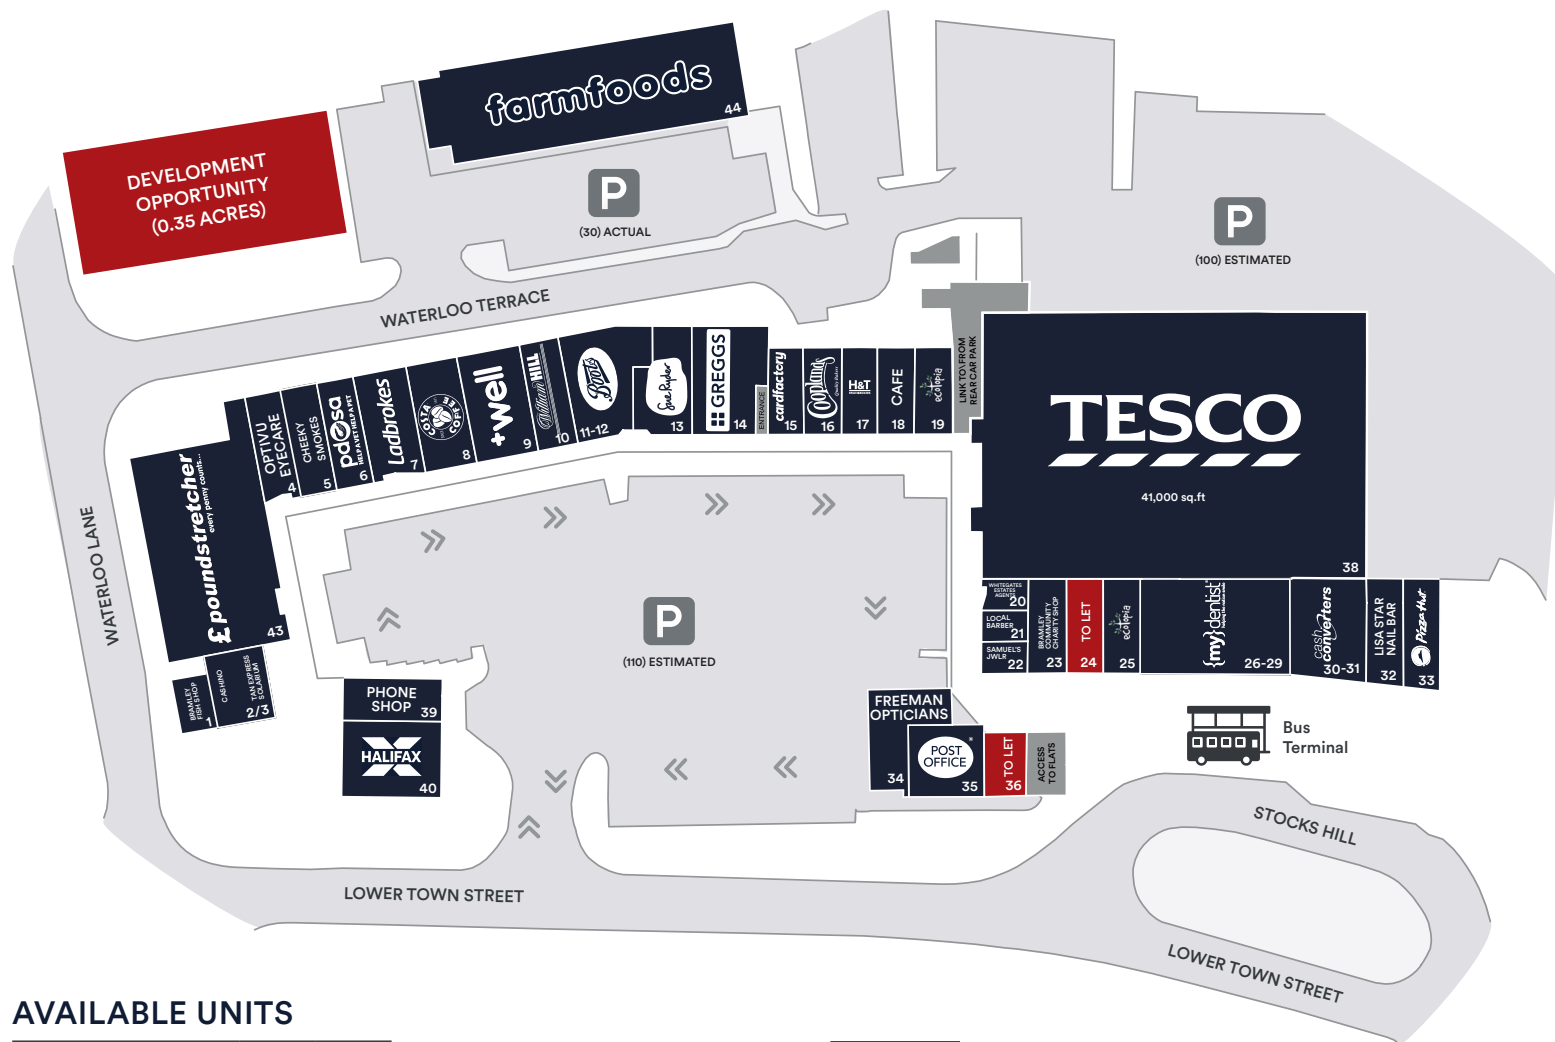 farmfoods
44
DEVELOPMENT
OPPORTUNITY
(0.35 ACRES)
P
(30) ACTUAL
P
(100) ESTIMATED
WATERLOO TERRACE
WATERLOO LANE
£poundstretcher
every penny counts...
43
OPTIVU
EYECARE
4
CHEEKY
SMOKES
5
pdsa
HELP A VET HELP A PET
6
Ladbrokes
7
COSTA
COFFEE
8
+well
9
William HILL
10
Boots
11-12
Sue Ryder
13
GREGGS
14
ENTRANCE
cardfactory
15
Cooplands
16
H&T
17
CAFE
18
ecotopia
19
LINK TO\FROM
REAR CAR PARK
TESCO
41,000 sq.ft
38
WHITEGATES
ESTATES
AGENTS
20
LOCAL
BARBER
21
SAMUEL'S
JWLR
22
BRAMLEY
COMMUNITY
CHARITY SHOP
23
TO LET
24
ecotopia
25
{my}dentist
26-29
cash
converters
30-31
LISA STAR
NAIL BAR
32
Pizza Hut
33
P
(110) ESTIMATED
BRAMLEY
FISH SHOP
1
CASHINO
TAN EXPRESS
SOLARIUM
2/3
PHONE
SHOP
39
HALIFAX
40
FREEMAN
OPTICIANS
34
POST
OFFICE
35
TO LET
36
ACCESS
TO FLATS
Bus
Terminal
STOCKS HILL
LOWER TOWN STREET
LOWER TOWN STREET
AVAILABLE UNITS